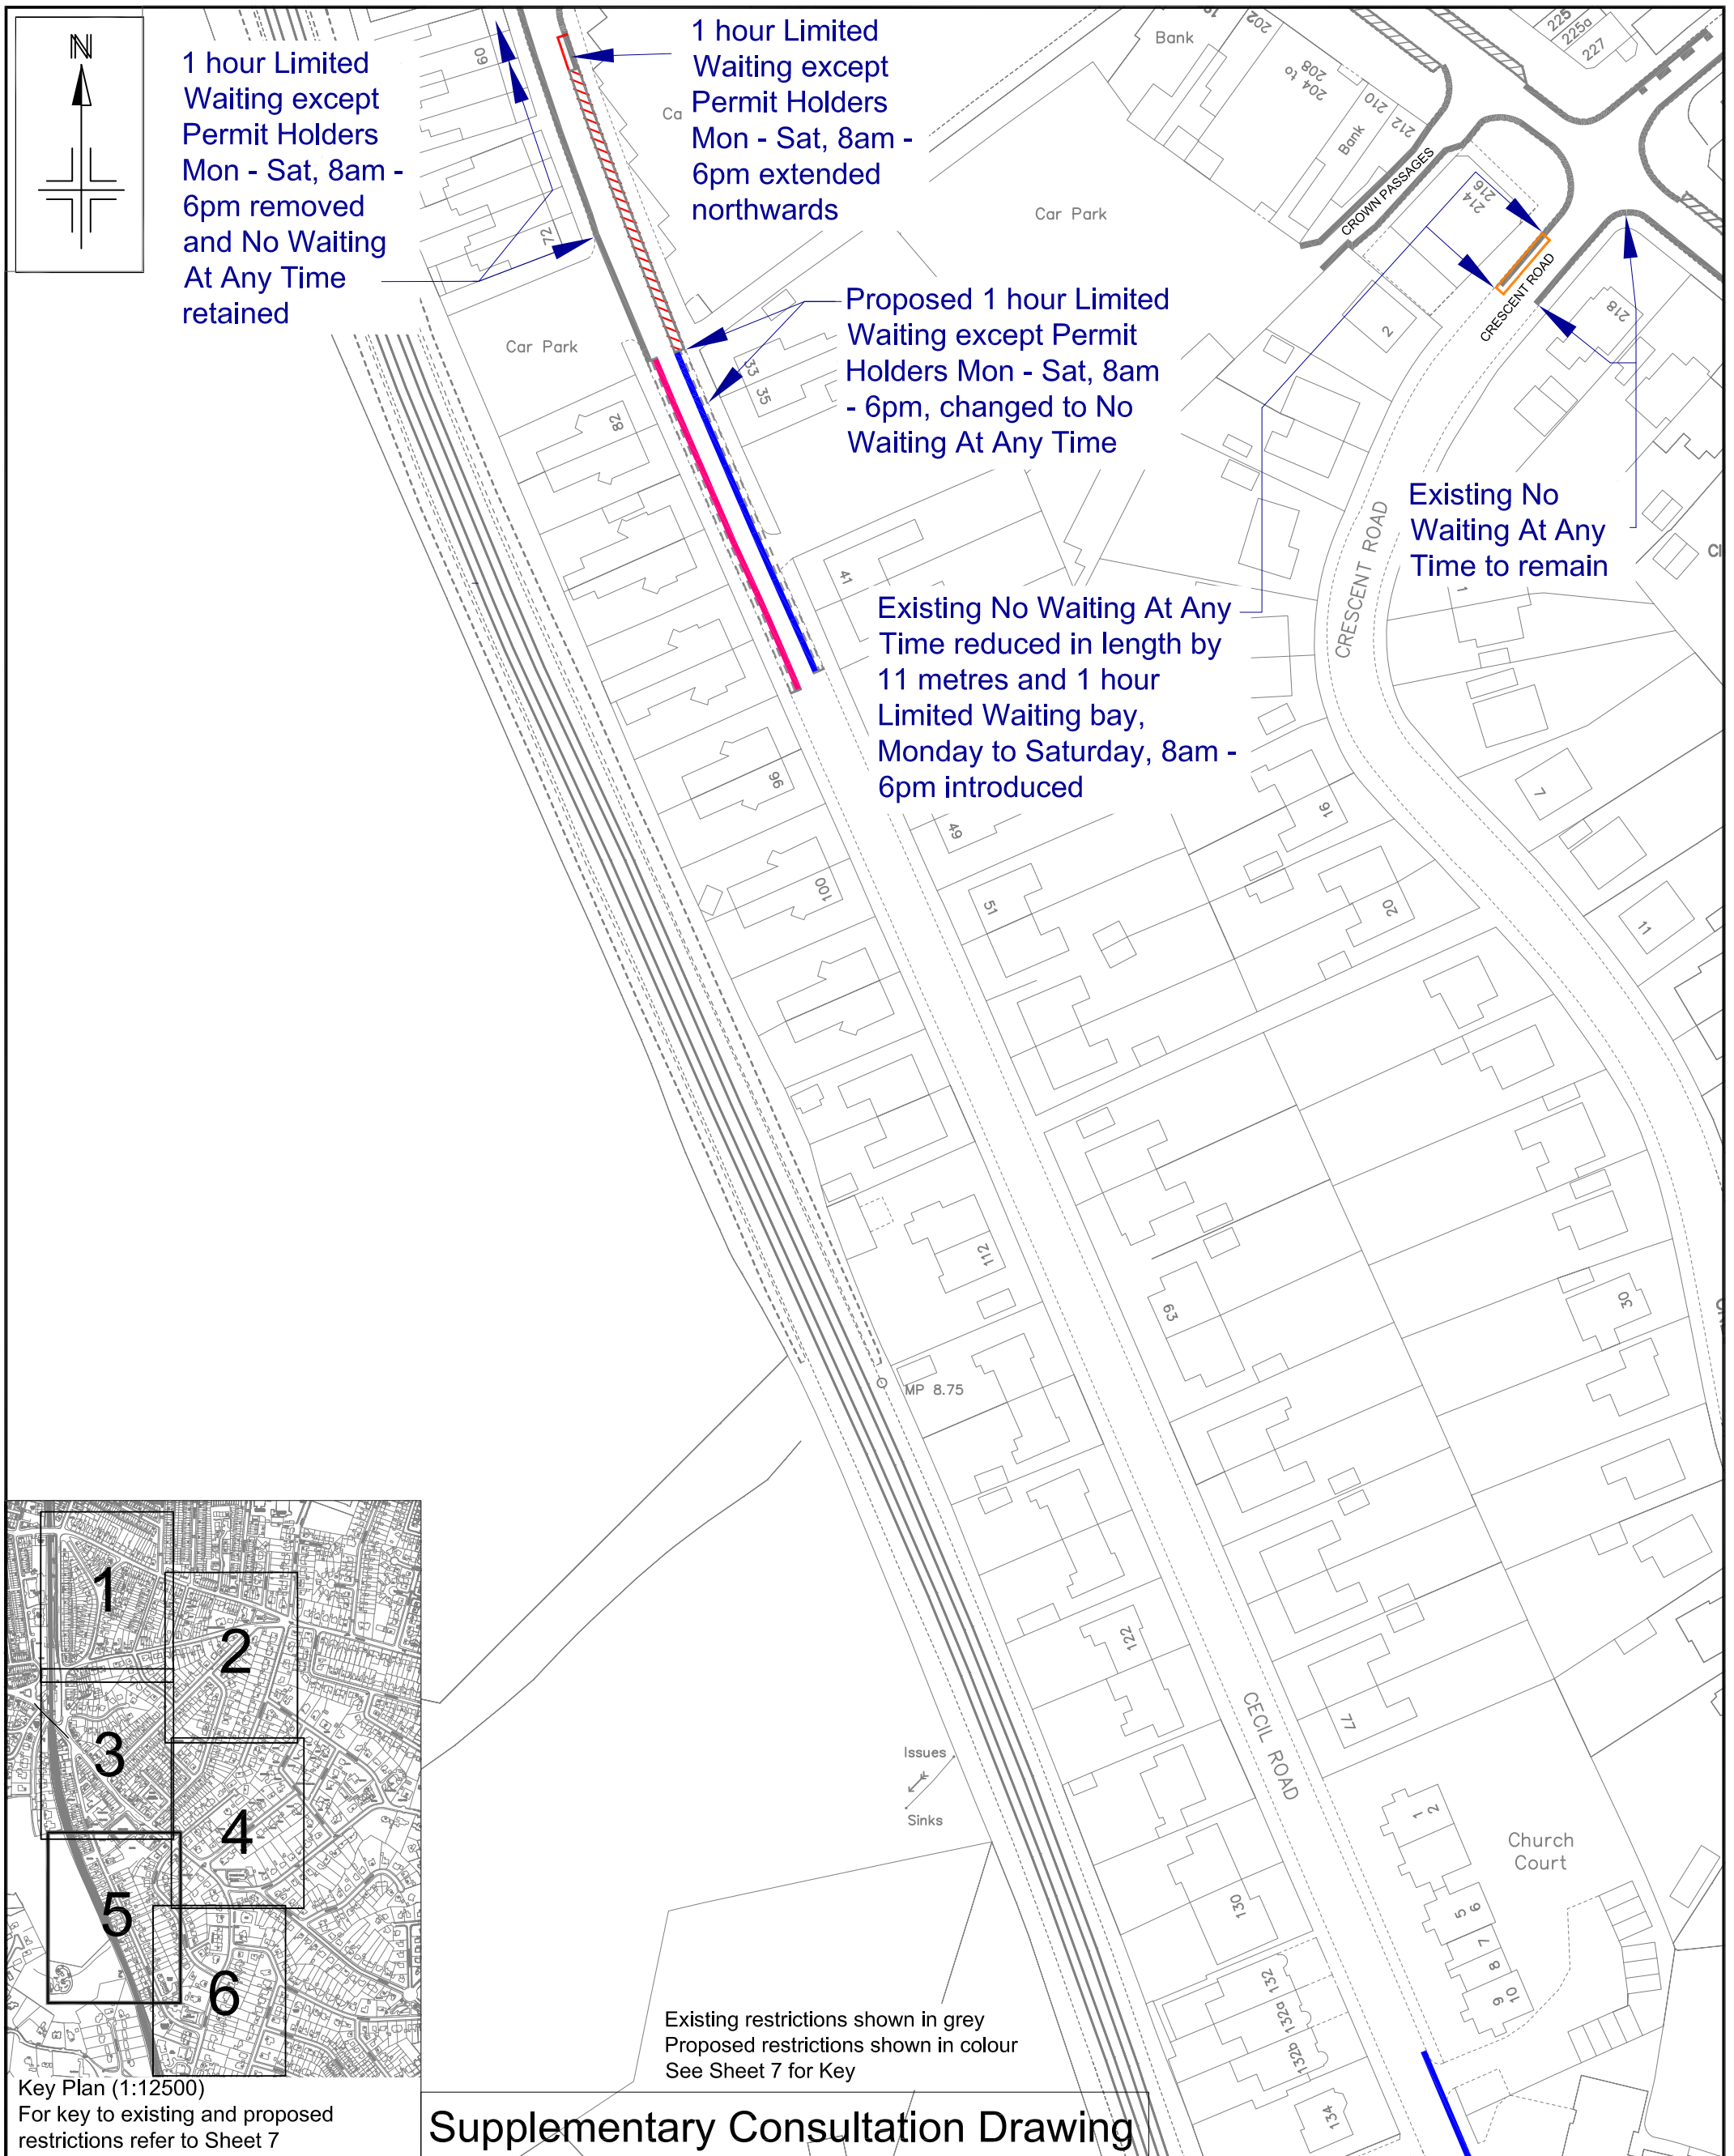 N
1 hour Limited
Waiting except
Permit Holders
Mon - Sat, 8am -
6pm removed
and No Waiting
At Any Time
retained
1 hour Limited
Waiting except
Permit Holders
Mon - Sat, 8am -
6pm extended
northwards
Proposed 1 hour Limited
Waiting except Permit
Holders Mon - Sat, 8am
- 6pm, changed to No
Waiting At Any Time
Existing No Waiting At Any
Time reduced in length by
11 metres and 1 hour
Limited Waiting bay,
Monday to Saturday, 8am -
6pm introduced
Existing No
Waiting At Any
Time to remain
Bank
202
204 to
208
210
212
Bank
225
225a
227
CROWN PASSAGES
214+
216
218
CRESCENT ROAD
2
Car Park
Ca
60
72
Car Park
33
35
82
41
CRESCENT ROAD
1
96
49
16
7
100
51
20
11
112
63
30
MP 8.75
122
CECIL ROAD
77
Issues
Sinks
130
1
2
Church
Court
5
6
7
8
9
10
132
132a
132b
134
1
2
3
4
5
6
Key Plan (1:12500)
For key to existing and proposed
restrictions refer to Sheet 7
Existing restrictions shown in grey
Proposed restrictions shown in colour
See Sheet 7 for Key
Supplementary Consultation Drawing